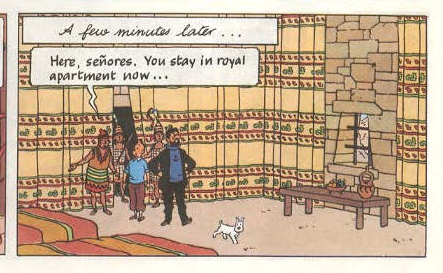 A few minutes later ...
Here, señores. You stay in royal
apartment now...